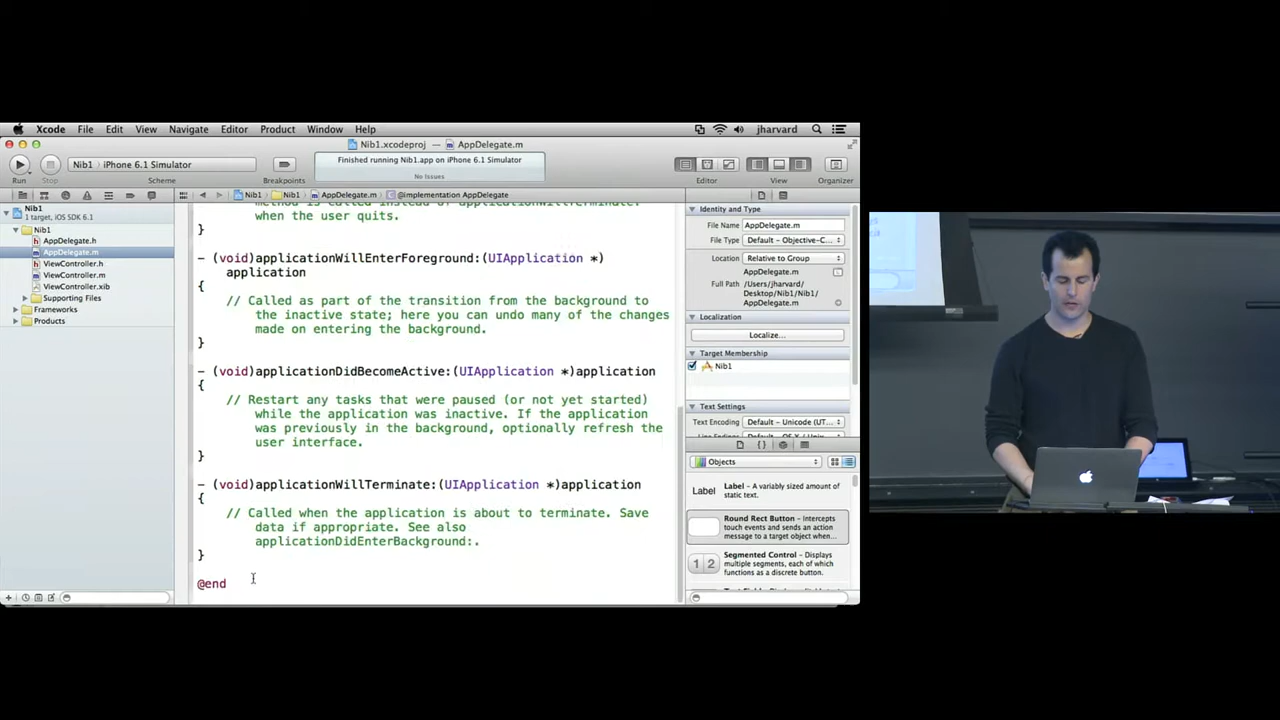 Xcode File Edit View Navigate Editor Product Window Help jharvard
Nib1.xcodeproj — AppDelegate.m
Nib1 iPhone 6.1 Simulator
Finished running Nib1.app on iPhone 6.1 Simulator
No Issues
Run Stop Scheme Breakpoints Editor View Organizer
Nib1 Nib1 AppDelegate.m @implementation AppDelegate
Nib1
1 target, iOS SDK 6.1
Nib1
AppDelegate.h
AppDelegate.m
ViewController.h
ViewController.m
ViewController.xib
Supporting Files
Frameworks
Products
method is called instead of applicationWillTerminate:
when the user quits.
}
- (void)applicationWillEnterForeground:(UIApplication *)
application
{
// Called as part of the transition from the background to
the inactive state; here you can undo many of the changes
made on entering the background.
}
- (void)applicationDidBecomeActive:(UIApplication *)application
{
// Restart any tasks that were paused (or not yet started)
while the application was inactive. If the application
was previously in the background, optionally refresh the
user interface.
}
- (void)applicationWillTerminate:(UIApplication *)application
{
// Called when the application is about to terminate. Save
data if appropriate. See also
applicationDidEnterBackground:.
}
@end
Identity and Type
File Name AppDelegate.m
File Type Default - Objective-C...
Location Relative to Group
AppDelegate.m
Full Path /Users/jharvard/
Desktop/Nib1/Nib1/
AppDelegate.m
Localization
Localize...
Target Membership
Nib1
Text Settings
Text Encoding Default - Unicode (UT...
Objects
Label Label - A variable sized amount of
static text.
Round Rect Button - Intercepts
touch events and sends an action
message to a target object when...
1 2 Segmented Control - Displays
multiple segments, each of which
functions as a discrete button.